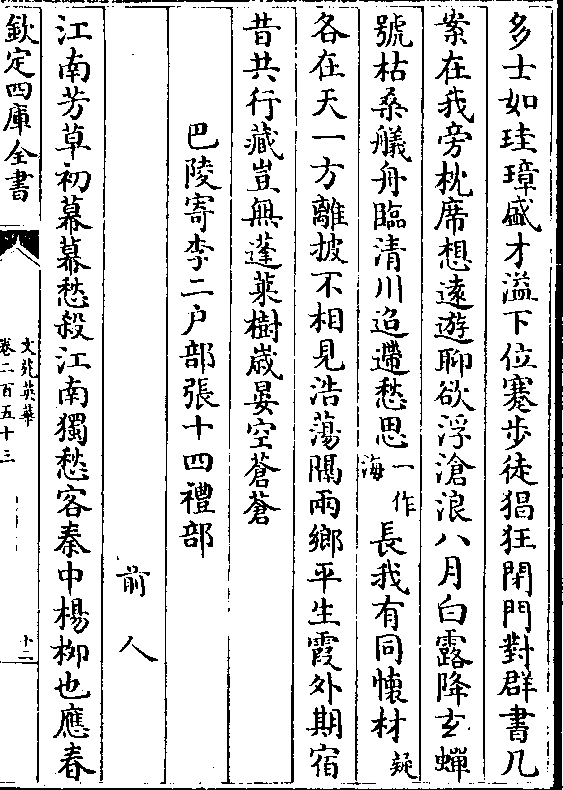 多士如珪璋盛才溢下位蹇步徒猖狂閉門對群書几
案在我旁枕席想遠遊聊欲浮滄浪八月白露降玄蟬
號枯桑艤舟臨清川迢遰愁思一作海長我有同懷材疑
各在天一方離披不相見浩蕩隔兩鄉平生霞外期宿
昔共行藏豈無蓬萊樹嵗晏空蒼蒼
巴陵寄李二户部張十四禮部
前人
江南芳草初幕幕愁殺江南獨愁客秦中楊柳也應春
欽定四庫全書
文苑英華
卷二百五十三
十二